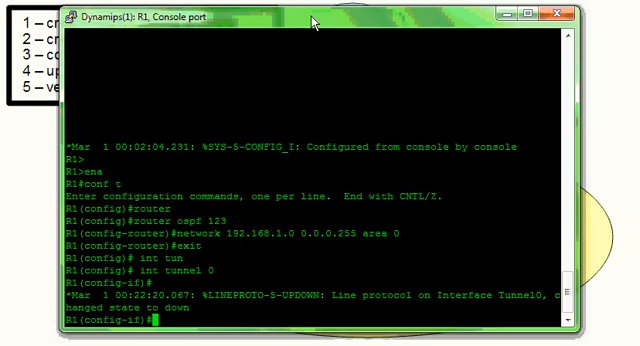 Dynamips(1): R1, Console port
1 – cr
2 – cr
3 – co
4 – up
5 – ve
*Mar  1 00:02:04.231: %SYS-5-CONFIG_I: Configured from console by console
R1>
R1>ena
R1#conf t
Enter configuration commands, one per line.  End with CNTL/Z.
R1(config)#router
R1(config)#router ospf 123
R1(config-router)#network 192.168.1.0 0.0.0.255 area 0
R1(config-router)#exit
R1(config)# int tun
R1(config)# int tunnel 0
R1(config-if)#
*Mar  1 00:22:20.067: %LINEPROTO-5-UPDOWN: Line protocol on Interface Tunnel0, c
hanged state to down
R1(config-if)#